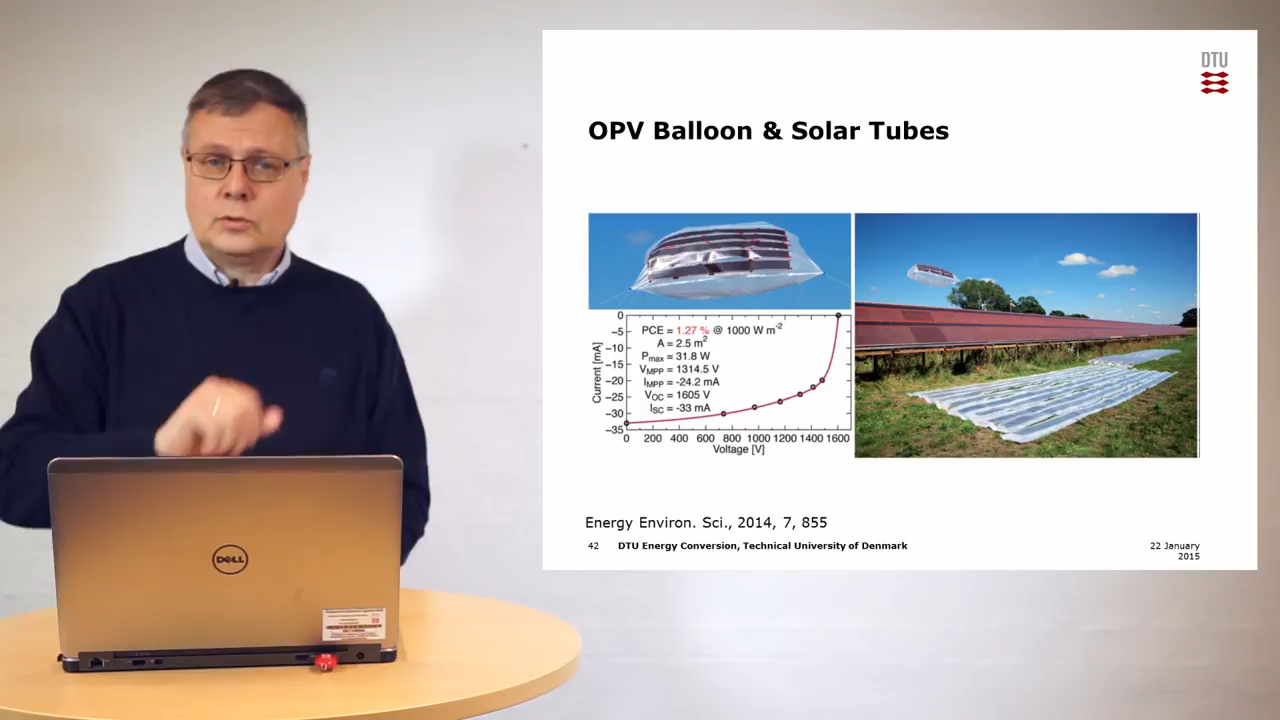 DTU
OPV Balloon & Solar Tubes
PCE = 1.27 % @ 1000 W m-2
A = 2.5 m2
Pmax = 31.8 W
VMPP = 1314.5 V
IMPP = -24.2 mA
VOC = 1605 V
ISC = -33 mA
Current [mA]
0
−5
−10
−15
−20
−25
−30
−35
0 200 400 600 800 1000 1200 1400 1600
Voltage [V]
Energy Environ. Sci., 2014, 7, 855
42 DTU Energy Conversion, Technical University of Denmark
22 January
2015
DELL